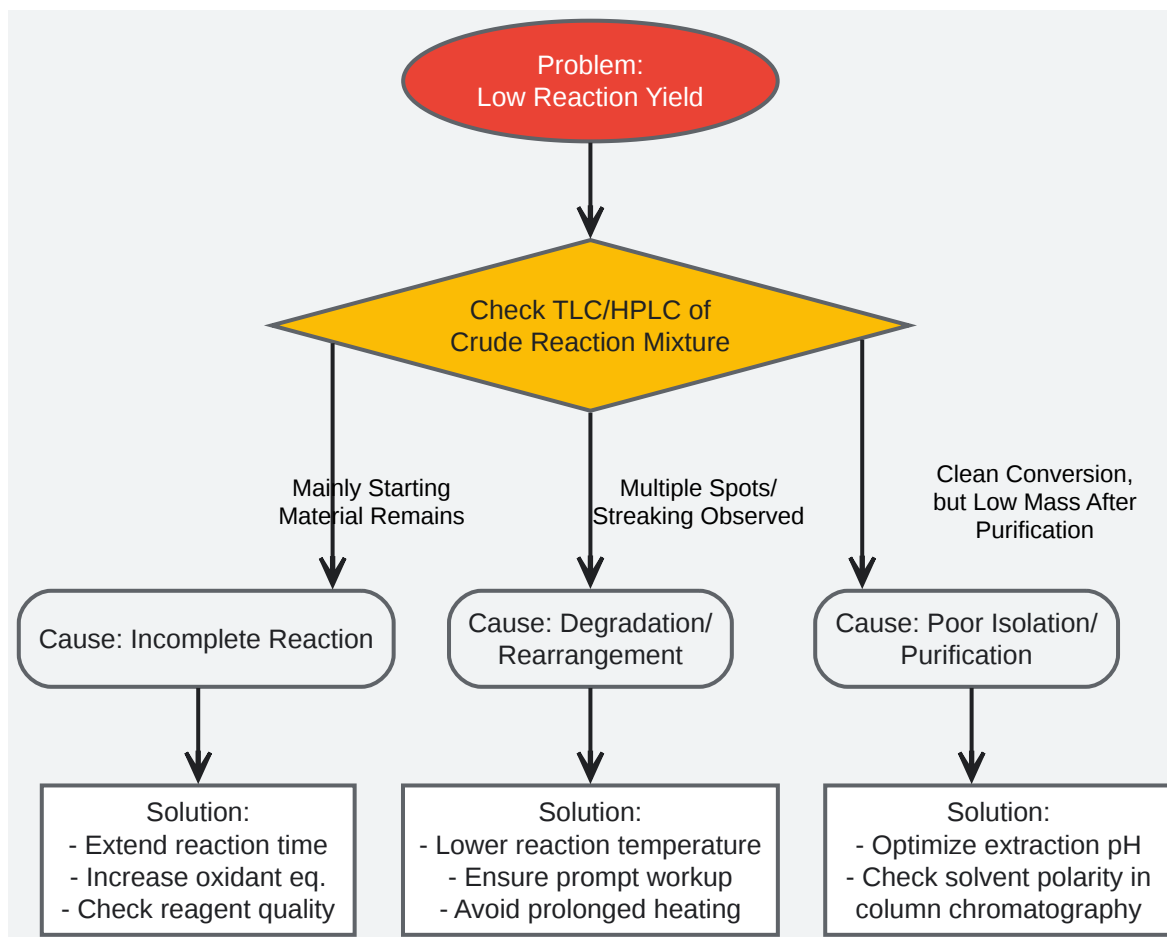 Problem:
Low Reaction Yield
Check TLC/HPLC of
Crude Reaction Mixture
Mainly Starting
Material Remains
Multiple Spots/
Streaking Observed
Clean Conversion,
but Low Mass After
Purification
Cause: Incomplete Reaction
Cause: Degradation/
Rearrangement
Cause: Poor Isolation/
Purification
Solution:
- Extend reaction time
- Increase oxidant eq.
- Check reagent quality
Solution:
- Lower reaction temperature
- Ensure prompt workup
- Avoid prolonged heating
Solution:
- Optimize extraction pH
- Check solvent polarity in
column chromatography